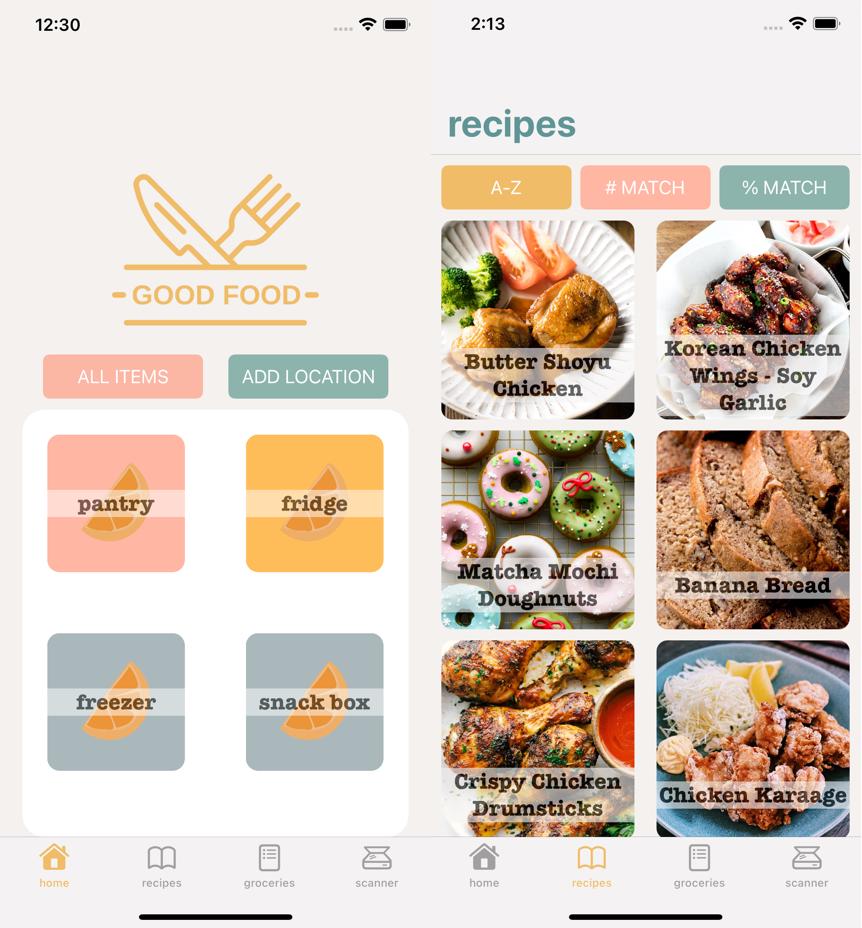 12:30
GOOD FOOD
ALL ITEMS
ADD LOCATION
pantry
fridge
freezer
snack box
home
recipes
groceries
scanner
2:13
recipes
A-Z
# MATCH
% MATCH
Butter Shoyu
Chicken
Korean Chicken
Wings - Soy
Garlic
Matcha Mochi
Doughnuts
Banana Bread
Crispy Chicken
Drumsticks
Chicken Karaage
home
recipes
groceries
scanner